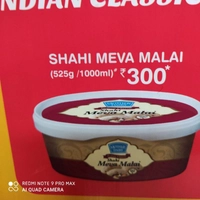 INDIAN CLASSIC
SHAHI MEVA MALAI
(525g /1000ml)# ₹300*
Shahi
Meva Malai
REDMI NOTE 9 PRO MAX
AI QUAD CAMERA